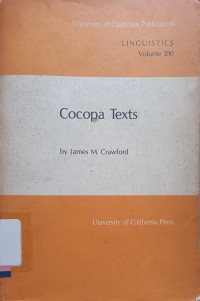 University of California Publications
LINGUISTICS
Volume 100
Cocopa Texts
by James M. Crawford
University of California Press